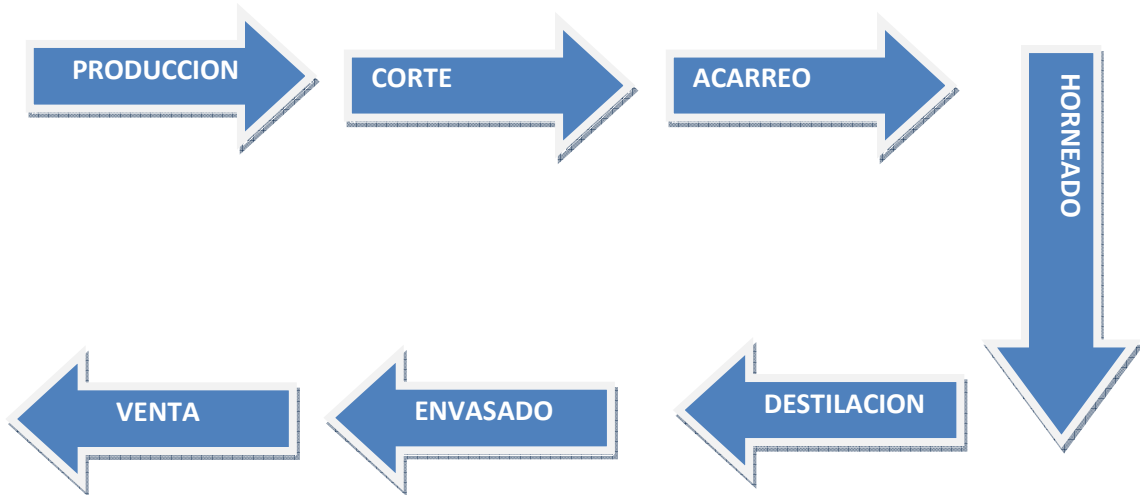 PRODUCCION
CORTE
ACARREO
HORNEADO
DESTILACION
ENVASADO
VENTA